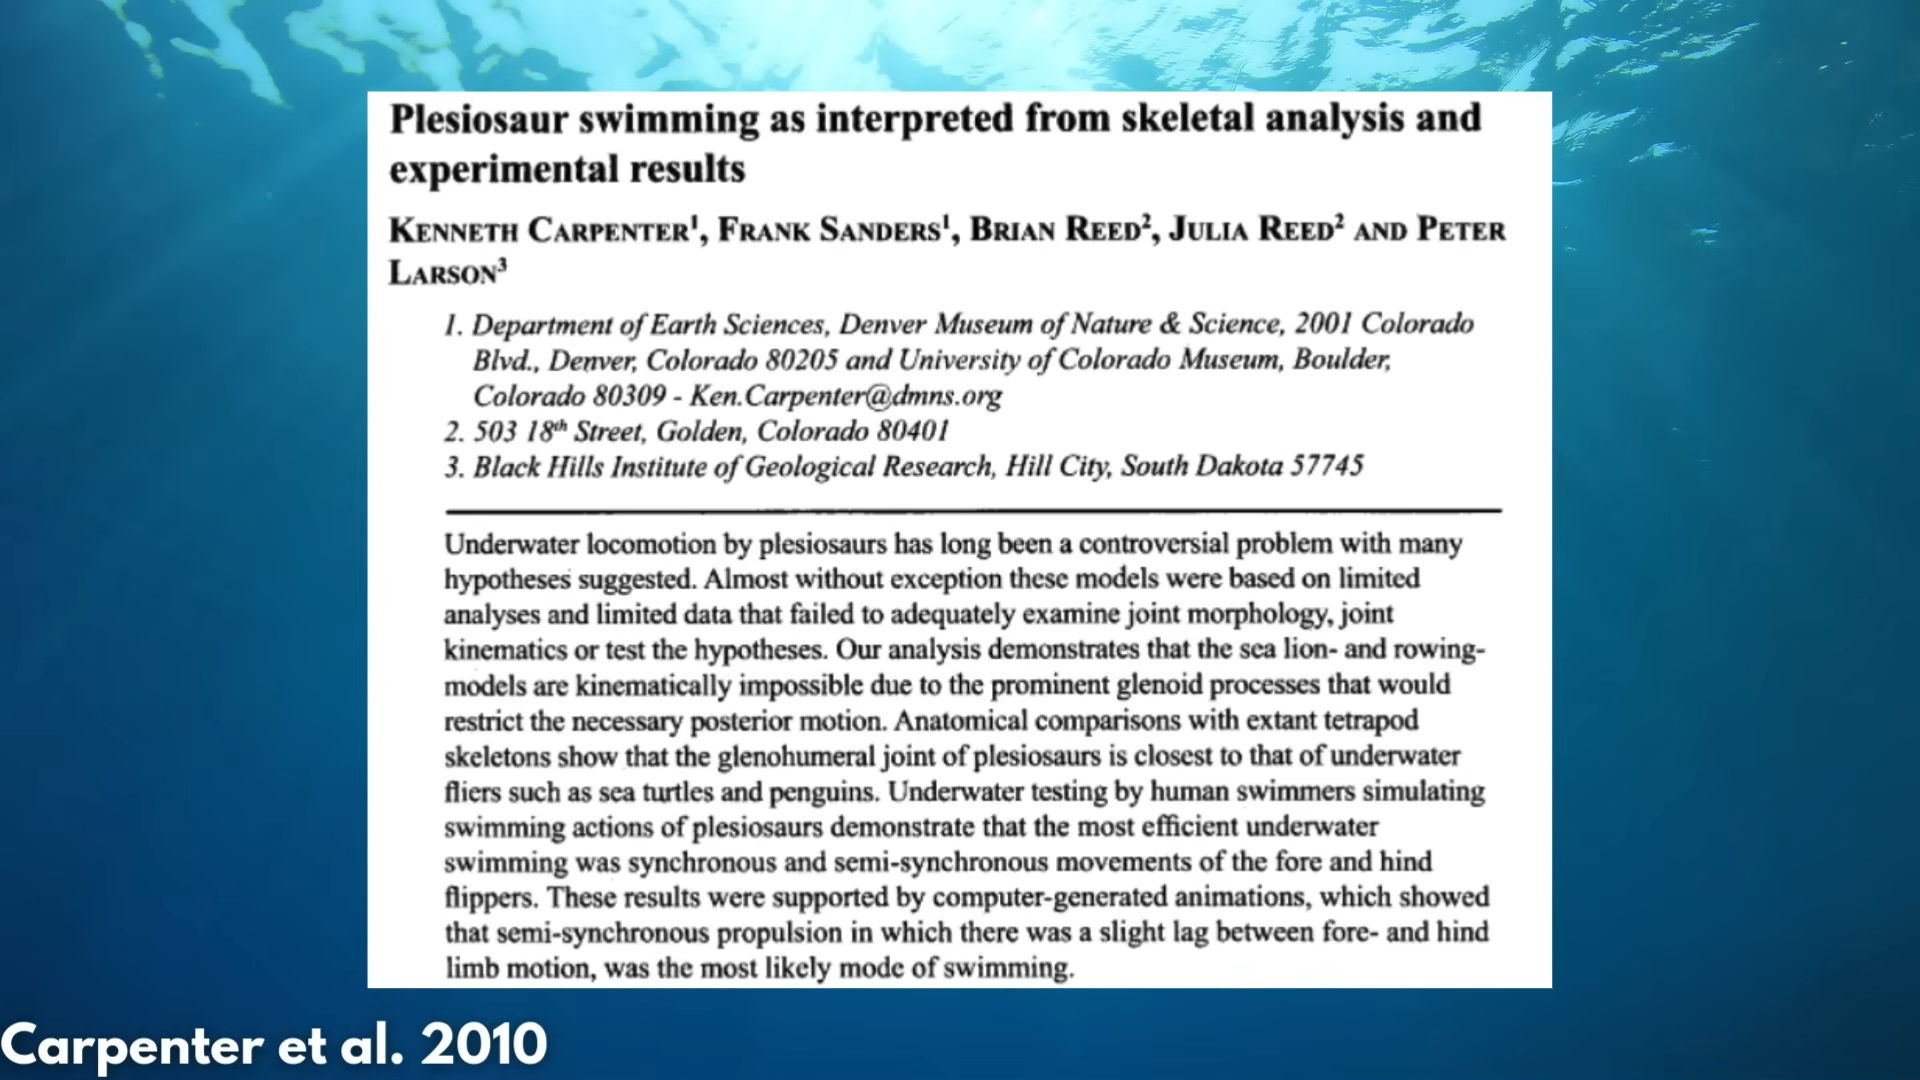 Plesiosaur swimming as interpreted from skeletal analysis and
experimental results
KENNETH CARPENTER¹, FRANK SANDERS¹, BRIAN REED², JULIA REED² AND PETER
LARSON³
1. Department of Earth Sciences, Denver Museum of Nature & Science, 2001 Colorado
Blvd., Denver, Colorado 80205 and University of Colorado Museum, Boulder,
Colorado 80309 - Ken.Carpenter@dmns.org
2. 503 18th Street, Golden, Colorado 80401
3. Black Hills Institute of Geological Research, Hill City, South Dakota 57745
Underwater locomotion by plesiosaurs has long been a controversial problem with many
hypotheses suggested. Almost without exception these models were based on limited
analyses and limited data that failed to adequately examine joint morphology, joint
kinematics or test the hypotheses. Our analysis demonstrates that the sea lion- and rowing-
models are kinematically impossible due to the prominent glenoid processes that would
restrict the necessary posterior motion. Anatomical comparisons with extant tetrapod
skeletons show that the glenohumeral joint of plesiosaurs is closest to that of underwater
fliers such as sea turtles and penguins. Underwater testing by human swimmers simulating
swimming actions of plesiosaurs demonstrate that the most efficient underwater
swimming was synchronous and semi-synchronous movements of the fore and hind
flippers. These results were supported by computer-generated animations, which showed
that semi-synchronous propulsion in which there was a slight lag between fore- and hind
limb motion, was the most likely mode of swimming.
Carpenter et al. 2010